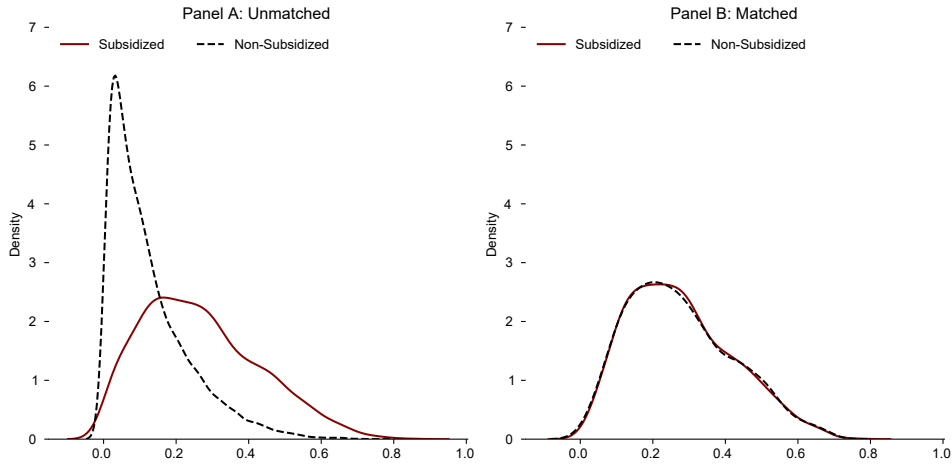 Panel A: Unmatched
Subsidized
Non-Subsidized
Density
7
6
5
4
3
2
1
0
0.0 0.2 0.4 0.6 0.8 1.0
Panel B: Matched
Subsidized
Non-Subsidized
Density
7
6
5
4
3
2
1
0
0.0 0.2 0.4 0.6 0.8 1.0